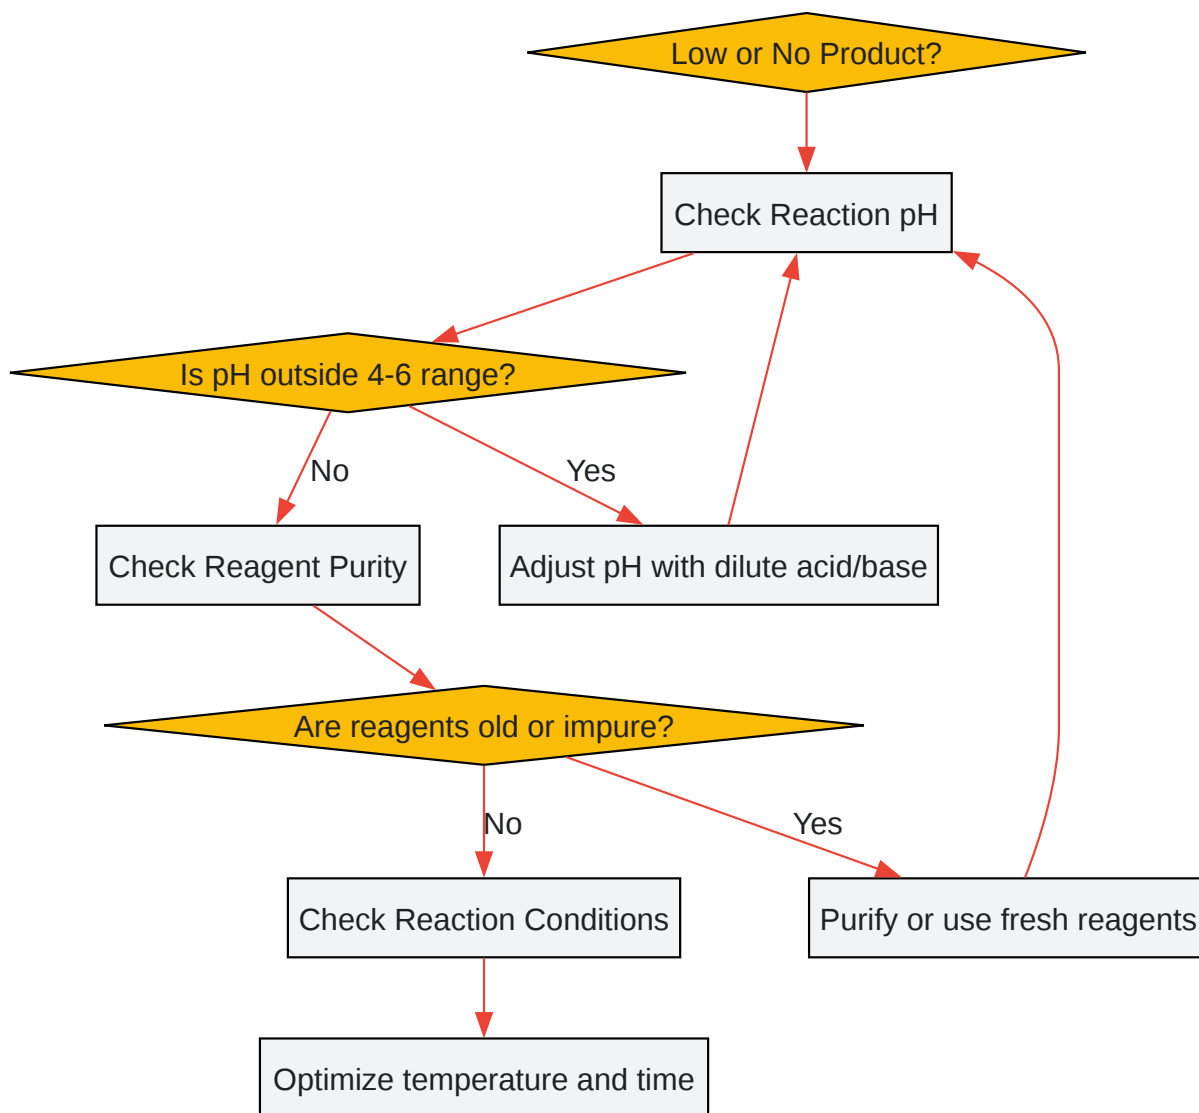 Low or No Product?
Check Reaction pH
Is pH outside 4-6 range?
No
Yes
Check Reagent Purity
Adjust pH with dilute acid/base
Are reagents old or impure?
No
Yes
Check Reaction Conditions
Purify or use fresh reagents
Optimize temperature and time